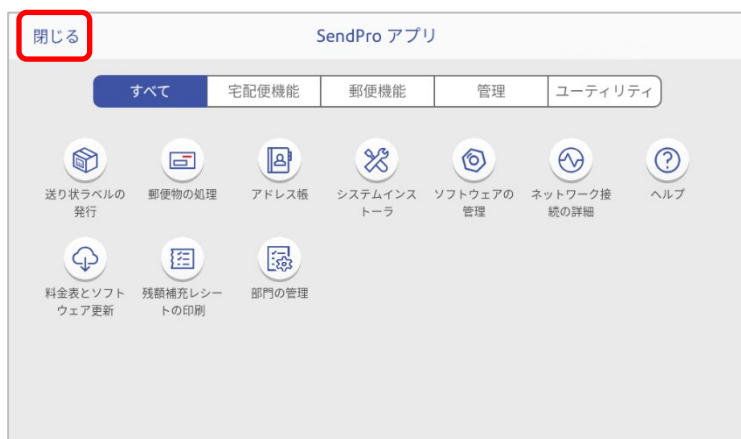 閉じる
SendPro アプリ
すべて
宅配便機能
郵便機能
管理
ユーティリティ
送り状ラベルの
発行
郵便物の処理
アドレス帳
システムインス
トーラ
ソフトウェアの
管理
ネットワーク接
続の詳細
ヘルプ
料金表とソフト
ウェア更新
残額補充レシー
トの印刷
部門の管理